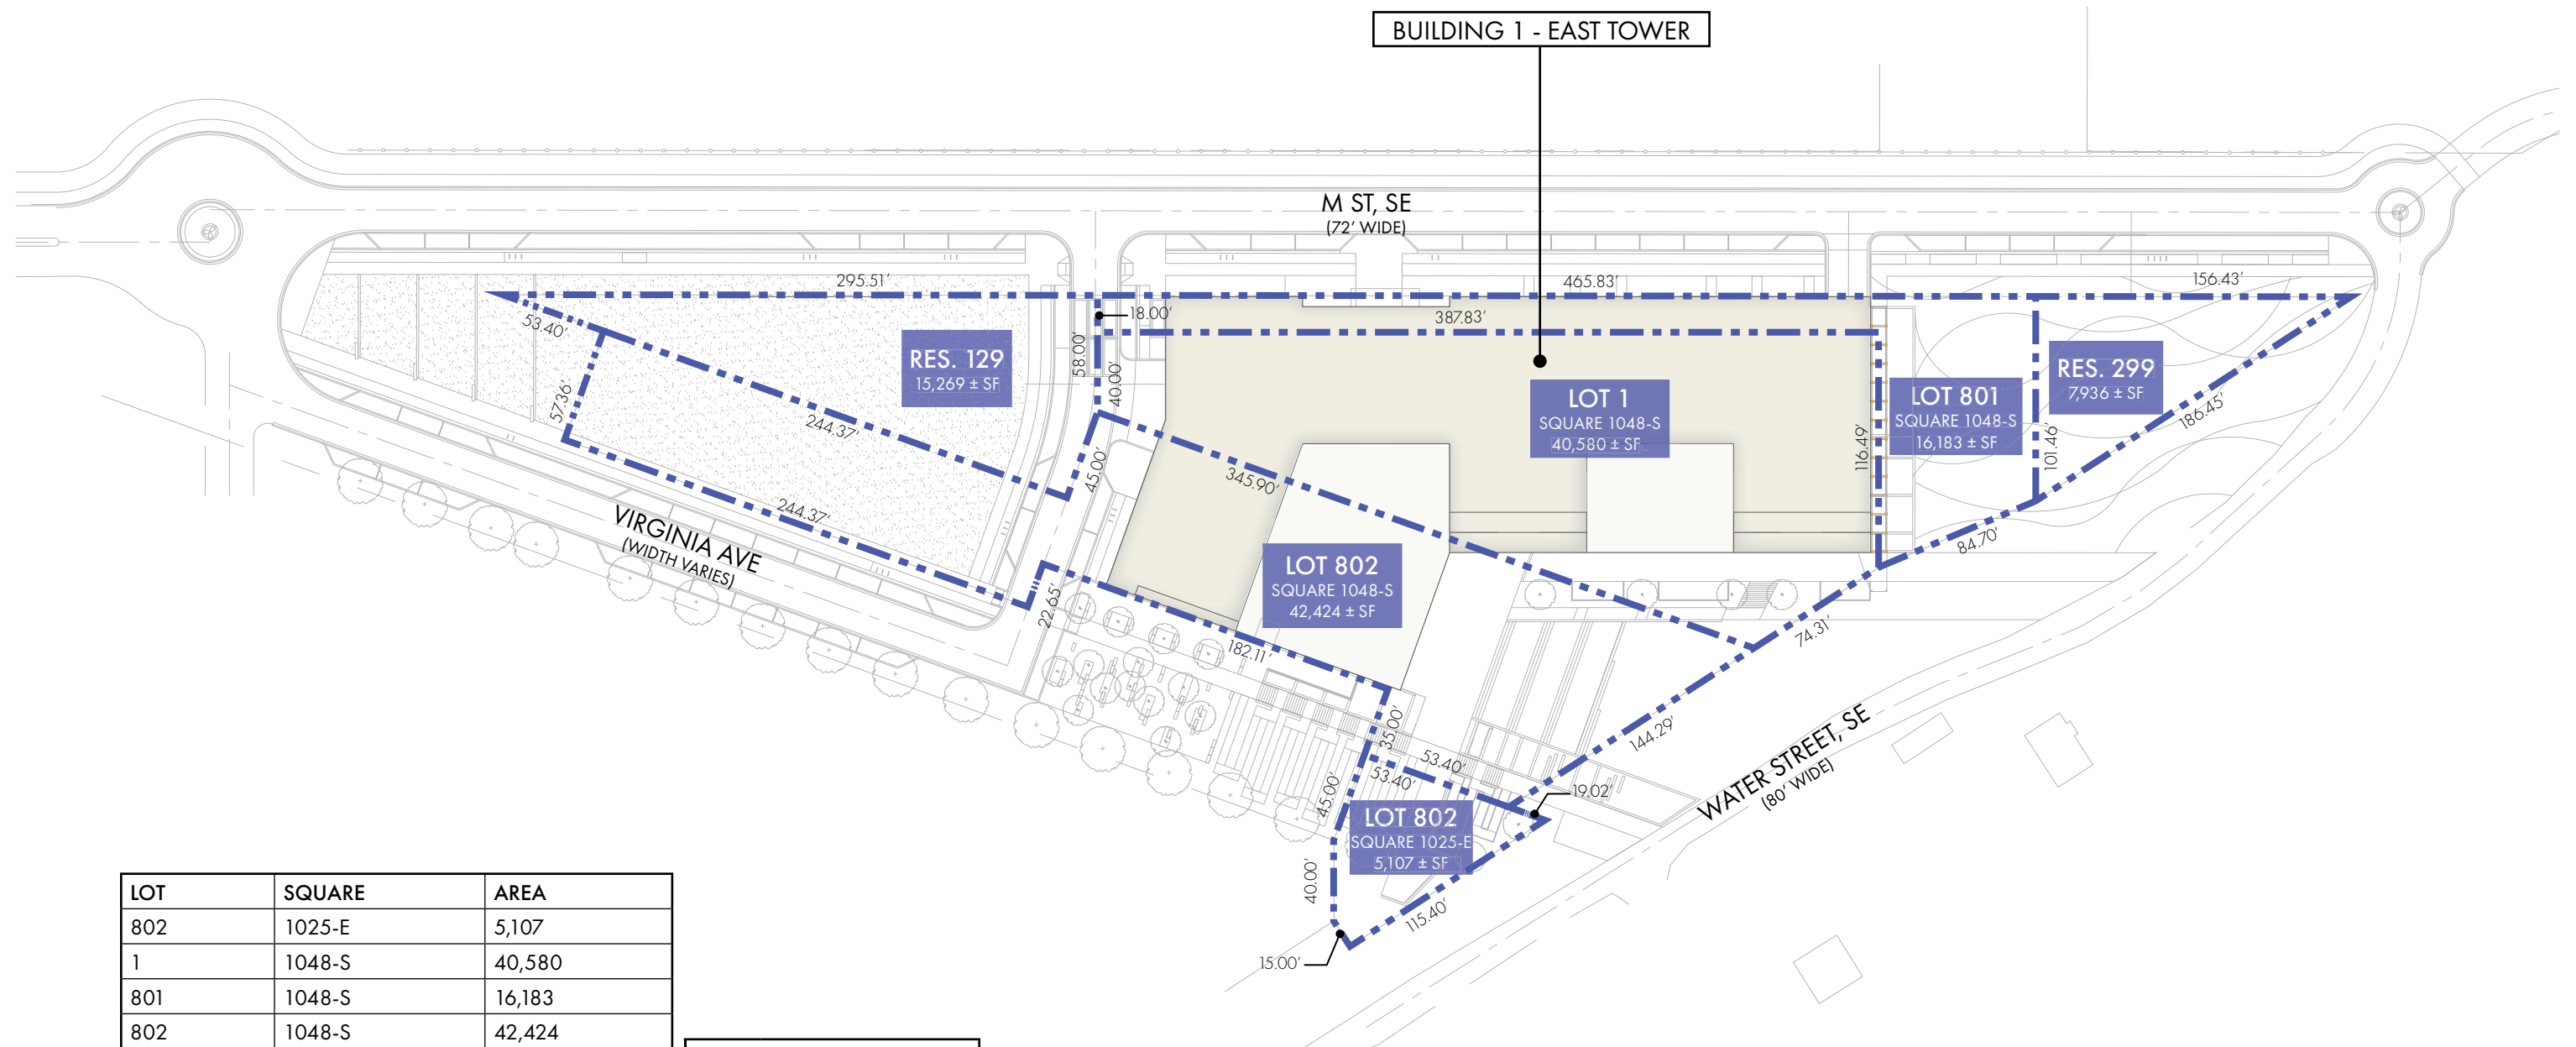 BUILDING 1 - EAST TOWER
M ST, SE
(72' WIDE)
295.51'
465.83'
156.43'
53.40'
18.00'
387.83'
58.00'
40.00'
RES. 129
15,269 ± SF
RES. 299
7,936 ± SF
LOT 1
SQUARE 1048-S
40,580 ± SF
LOT 801
SQUARE 1048-S
16,183 ± SF
57.36'
244.37'
186.45'
116.49'
101.46'
45.00'
345.90'
244.37'
84.70'
VIRGINIA AVE
(WIDTH VARIES)
LOT 802
SQUARE 1048-S
42,424 ± SF
22.65'
182.11'
74.31'
35.00'
144.29'
53.40'
53.40'
45.00'
19.02'
WATER STREET, SE
(80' WIDE)
LOT 802
SQUARE 1025-E
5,107 ± SF
40.00'
115.40'
15.00'
LOT SQUARE AREA
802 1025-E 5,107
1 1048-S 40,580
801 1048-S 16,183
802 1048-S 42,424